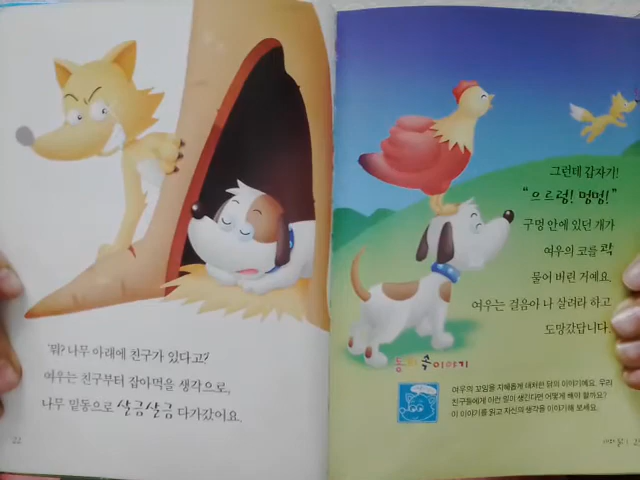 '뭐? 나무 아래에 친구가 있다고?'
여우는 친구부터 잡아먹을 생각으로,
나무 밑동으로 살금살금 다가갔어요.
22
그런데 갑자기!
“으르렁! 멍멍!”
구멍 안에 있던 개가
여우의 코를 콱
물어 버린 거예요.
여우는 걸음아 나 살려라 하고
도망갔답니다.
동화 속 이야기
여우의 꼬임을 지혜롭게 대처한 닭의 이야기예요. 우리
친구들에게 이런 일이 생긴다면 어떻게 해야 할까요?
이 이야기를 읽고 자신의 생각을 이야기해 보세요.